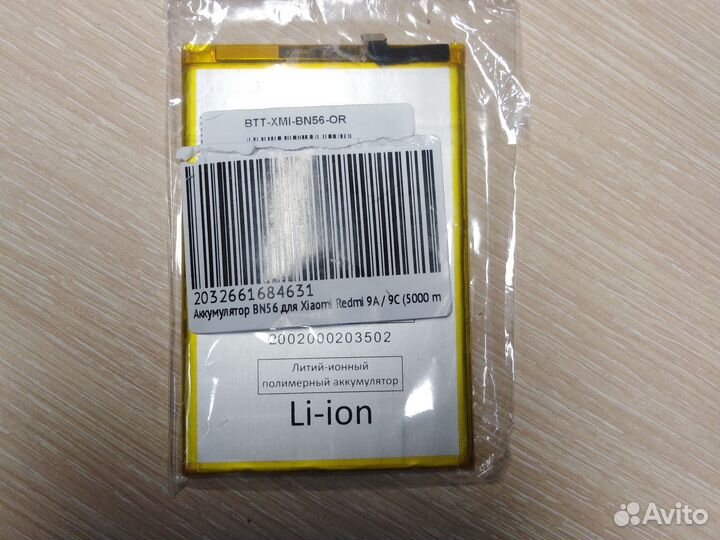 BTT-XMI-BN56-OR
2032661684631
Аккумулятор BN56 для Xiaomi Redmi 9A / 9C (5000 m
2002000203502
Литий-ионный
полимерный аккумулятор
Li-ion
Avito